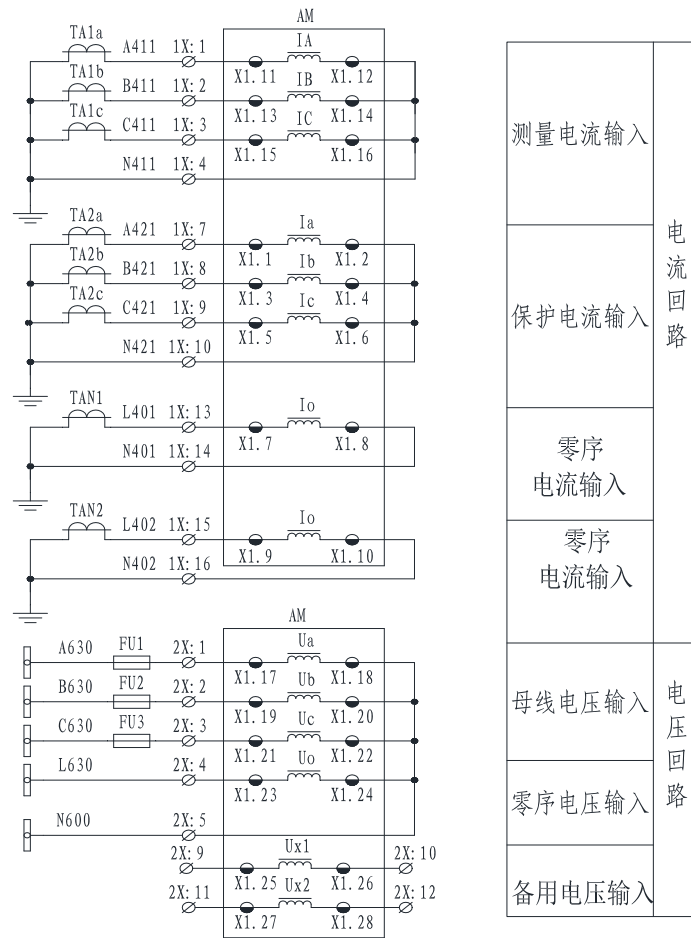 AM
TA1a A411 1X:1 IA
X1.11 X1.12
TA1b B411 1X:2 IB
X1.13 X1.14
TA1c C411 1X:3 IC
X1.15 X1.16
N411 1X:4
测量电流输入
TA2a A421 1X:7 Ia
X1.1 X1.2
TA2b B421 1X:8 Ib
X1.3 X1.4
TA2c C421 1X:9 Ic
X1.5 X1.6
N421 1X:10
保护电流输入
电流回路
TAN1 L401 1X:13 Io
X1.7 X1.8
N401 1X:14
零序
电流输入
TAN2 L402 1X:15 Io
X1.9 X1.10
N402 1X:16
零序
电流输入
AM
A630 FU1 2X:1 Ua
X1.17 X1.18
B630 FU2 2X:2 Ub
X1.19 X1.20
C630 FU3 2X:3 Uc
X1.21 X1.22
母线电压输入
L630 2X:4 Uo
X1.23 X1.24
N600 2X:5
零序电压输入
电压回路
2X:9 Ux1 2X:10
X1.25 X1.26
2X:11 Ux2 2X:12
X1.27 X1.28
备用电压输入